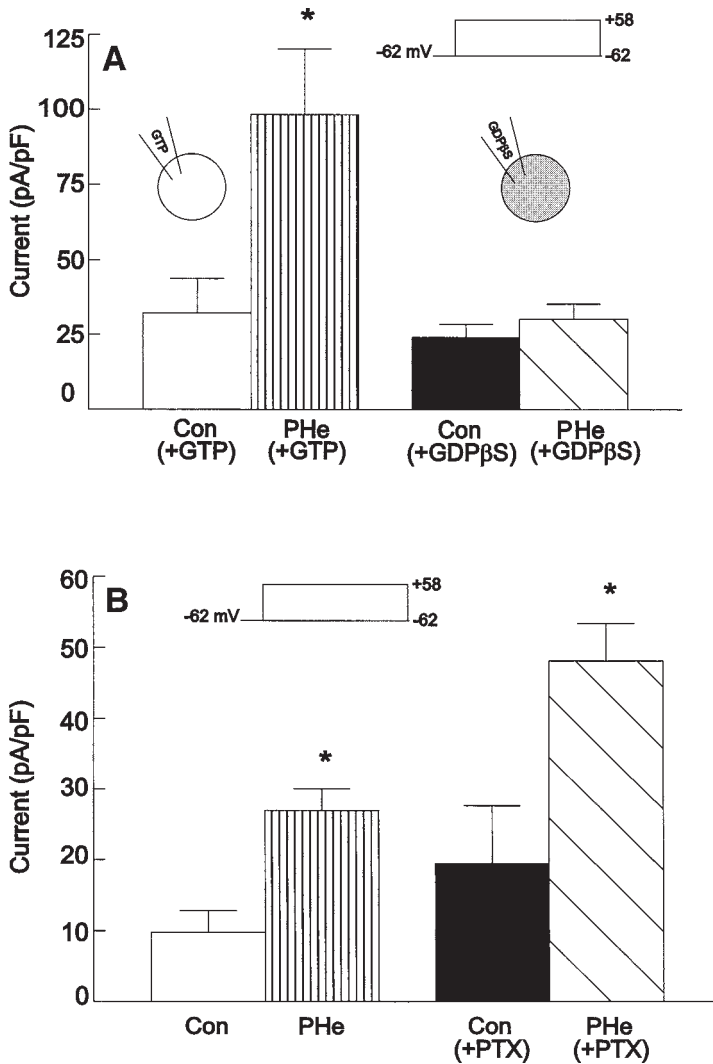 A
Current (pA/pF)
125
100
75
50
25
0
*
-62 mV
+58
-62
GTP
GDPβS
Con
(+GTP)
PHe
(+GTP)
Con
(+GDPβS)
PHe
(+GDPβS)
B
Current (pA/pF)
60
50
40
30
20
10
0
-62 mV
+58
-62
*
*
Con
PHe
Con
(+PTX)
PHe
(+PTX)